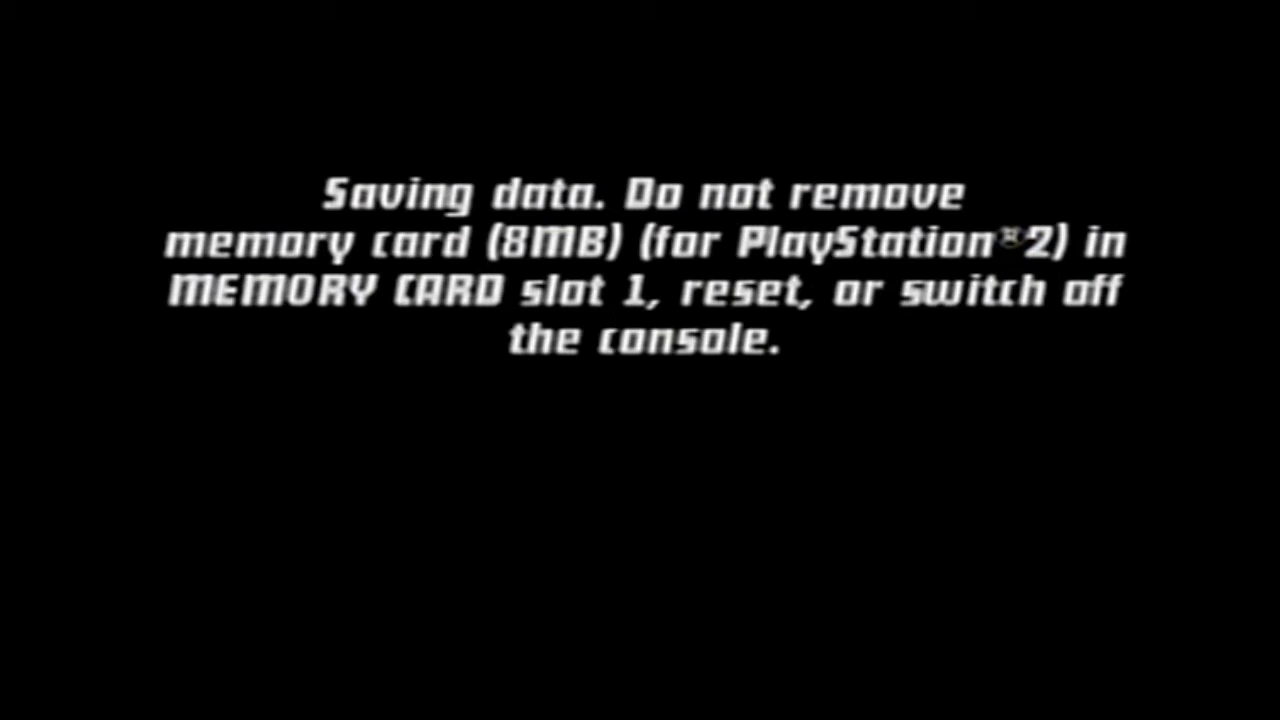 Saving data. Do not remove
memory card (8MB) (for PlayStation®2) in
MEMORY CARD slot 1, reset, or switch off
the console.